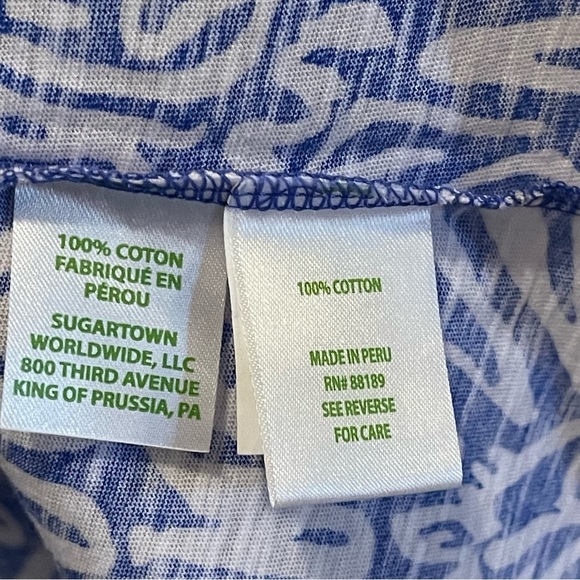 100% COTON
FABRIQUÉ EN
PÉROU
SUGARTOWN
WORLDWIDE, LLC
800 THIRD AVENUE
KING OF PRUSSIA, PA
100% COTTON
MADE IN PERU
RN# 88189
SEE REVERSE
FOR CARE